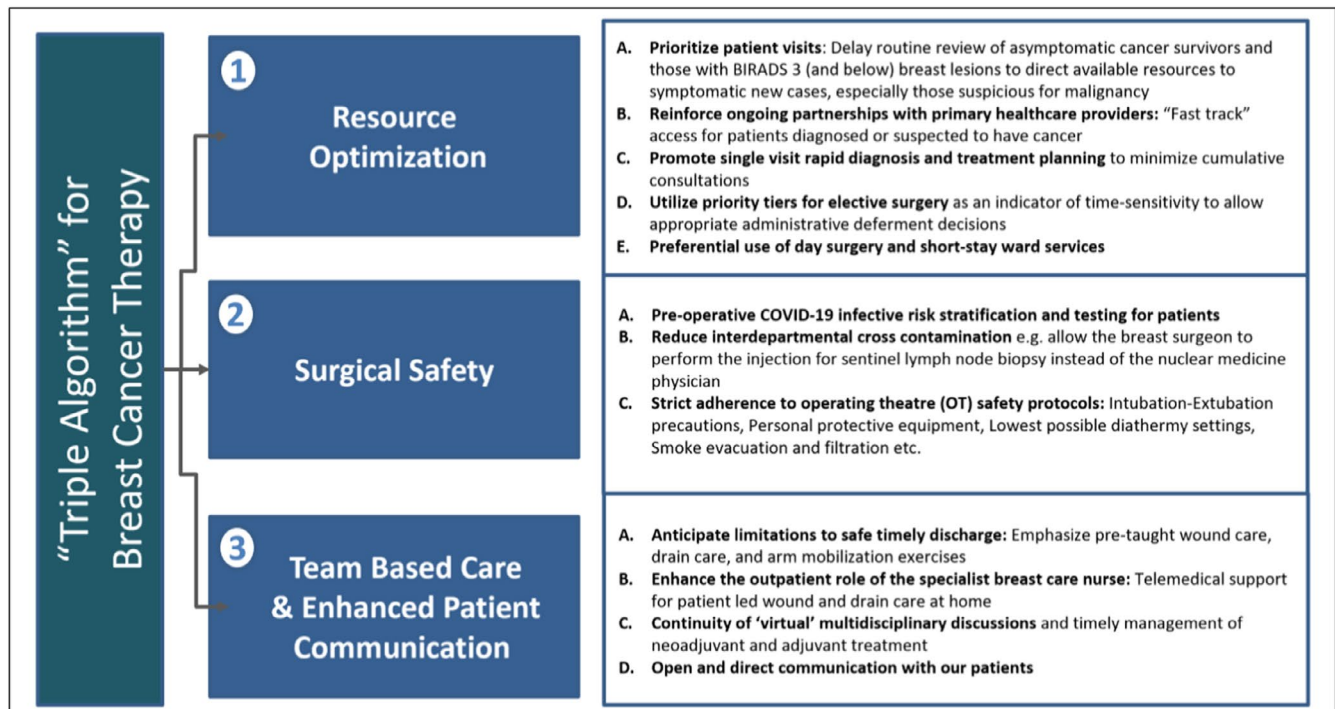 "Triple Algorithm" for
Breast Cancer Therapy
1
Resource
Optimization
A. Prioritize patient visits: Delay routine review of asymptomatic cancer survivors and
those with BIRADS 3 (and below) breast lesions to direct available resources to
symptomatic new cases, especially those suspicious for malignancy
B. Reinforce ongoing partnerships with primary healthcare providers: “Fast track”
access for patients diagnosed or suspected to have cancer
C. Promote single visit rapid diagnosis and treatment planning to minimize cumulative
consultations
D. Utilize priority tiers for elective surgery as an indicator of time-sensitivity to allow
appropriate administrative deferment decisions
E. Preferential use of day surgery and short-stay ward services
2
Surgical Safety
A. Pre-operative COVID-19 infective risk stratification and testing for patients
B. Reduce interdepartmental cross contamination e.g. allow the breast surgeon to
perform the injection for sentinel lymph node biopsy instead of the nuclear medicine
physician
C. Strict adherence to operating theatre (OT) safety protocols: Intubation-Extubation
precautions, Personal protective equipment, Lowest possible diathermy settings,
Smoke evacuation and filtration etc.
3
Team Based Care
& Enhanced Patient
Communication
A. Anticipate limitations to safe timely discharge: Emphasize pre-taught wound care,
drain care, and arm mobilization exercises
B. Enhance the outpatient role of the specialist breast care nurse: Telemedical support
for patient led wound and drain care at home
C. Continuity of ‘virtual’ multidisciplinary discussions and timely management of
neoadjuvant and adjuvant treatment
D. Open and direct communication with our patients